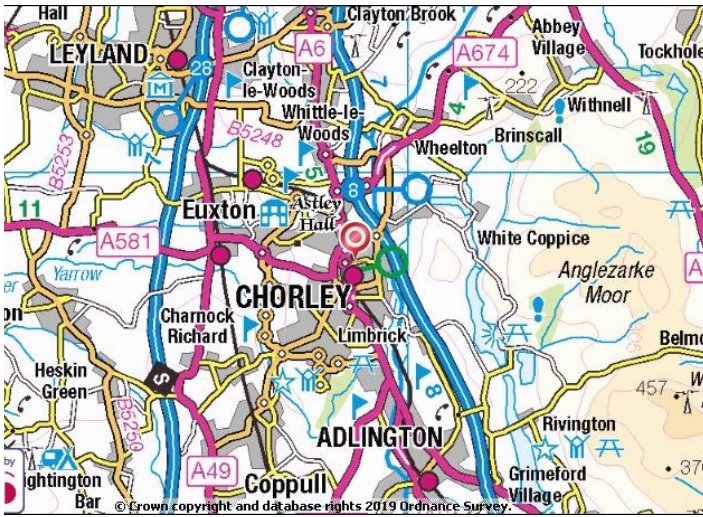 Hall
Clayton Brook
Abbey
Village
LEYLAND
A6
A674
Tockhole
28
Clayton-
le-Woods
7
222
Withnell
M
Whittle-le-
Woods
4
B5253
B5248
Brinscall
19
7
5
Wheelton
8
11
Euxton
Astley
Hall
A581
White Coppice
A
Yarrow
Anglezarke
Moor
CHORLEY
Charnock
Richard
Limbrick
Belmo
Heskin
Green
S
457
W
8
B5250
ADLINGTON
Rivington
by
A49
370
ightington
Bar
Coppull
Grimeford
Village
© Crown copyright and database rights 2019 Ordnance Survey.